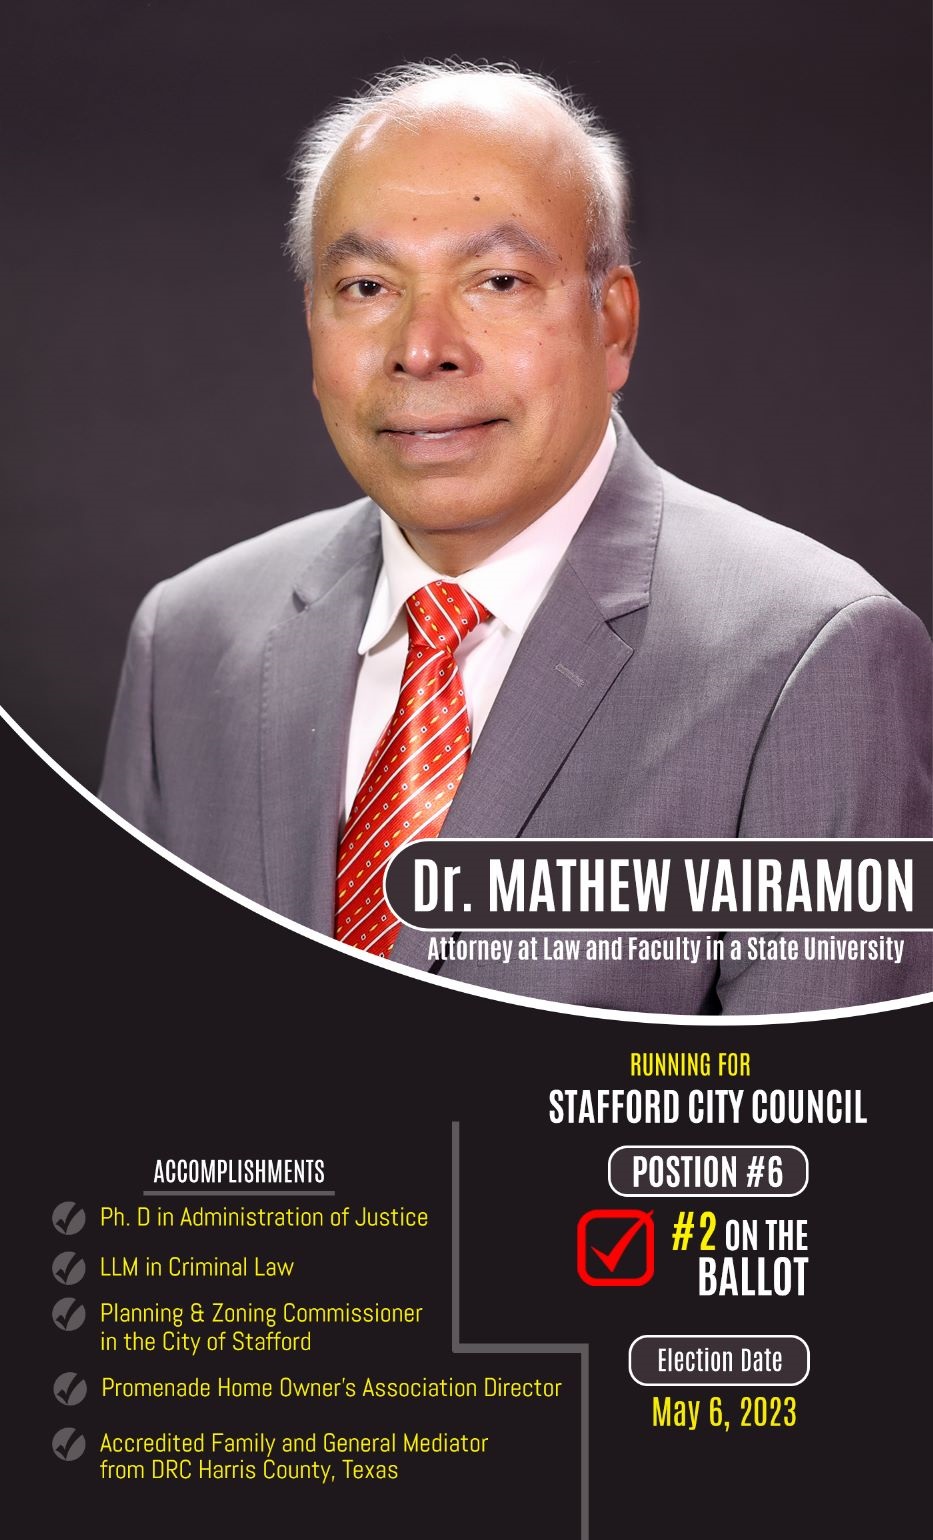 Dr. MATHEW VAIRAMON
Attorney at Law and Faculty in a State University
RUNNING FOR
STAFFORD CITY COUNCIL
POSTION #6
#2 ON THE
BALLOT
Election Date
May 6, 2023
ACCOMPLISHMENTS
Ph. D in Administration of Justice
LLM in Criminal Law
Planning & Zoning Commissioner
in the City of Stafford
Promenade Home Owner's Association Director
Accredited Family and General Mediator
from DRC Harris County, Texas